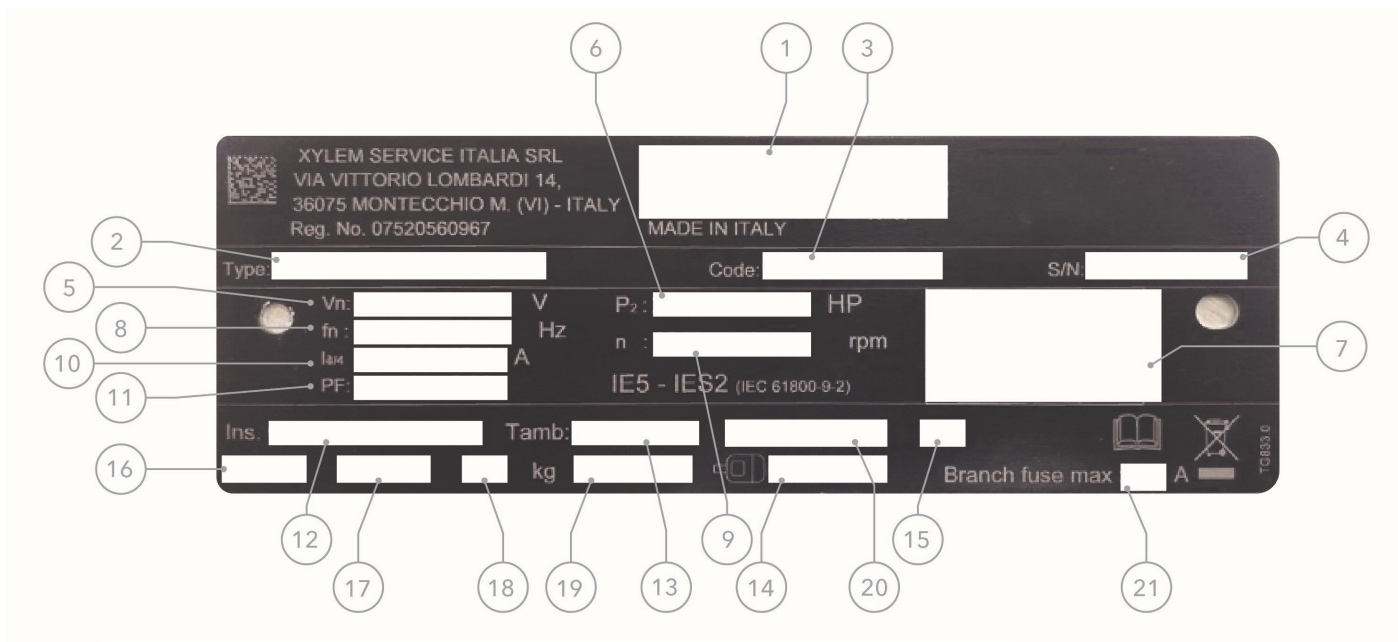 6
1
3
XYLEM SERVICE ITALIA SRL
VIA VITTORIO LOMBARDI 14,
36075 MONTECCHIO M. (VI) - ITALY
Reg. No. 07520560967
MADE IN ITALY
2
4
Type:
Code:
S/N:
5
Vn: V
P2 : HP
8
fn : Hz
n : rpm
7
10
I3/4 A
11
PF:
IE5 - IES2 (IEC 61800-9-2)
Ins.
Tamb:
TG833.0
16
kg
Branch fuse max A
12
9
15
17
18
19
13
14
20
21